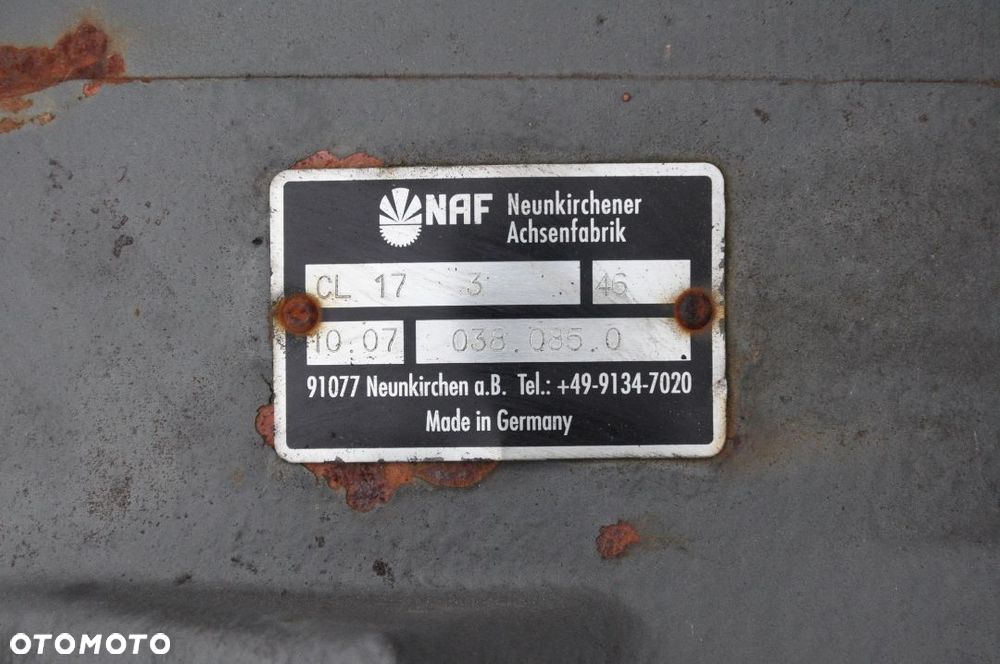 NAF Neunkirchener
Achsenfabrik
CL 17 3 46
10.07 038.085.0
91077 Neunkirchen a.B. Tel.: +49-9134-7020
Made in Germany
OTOMOTO